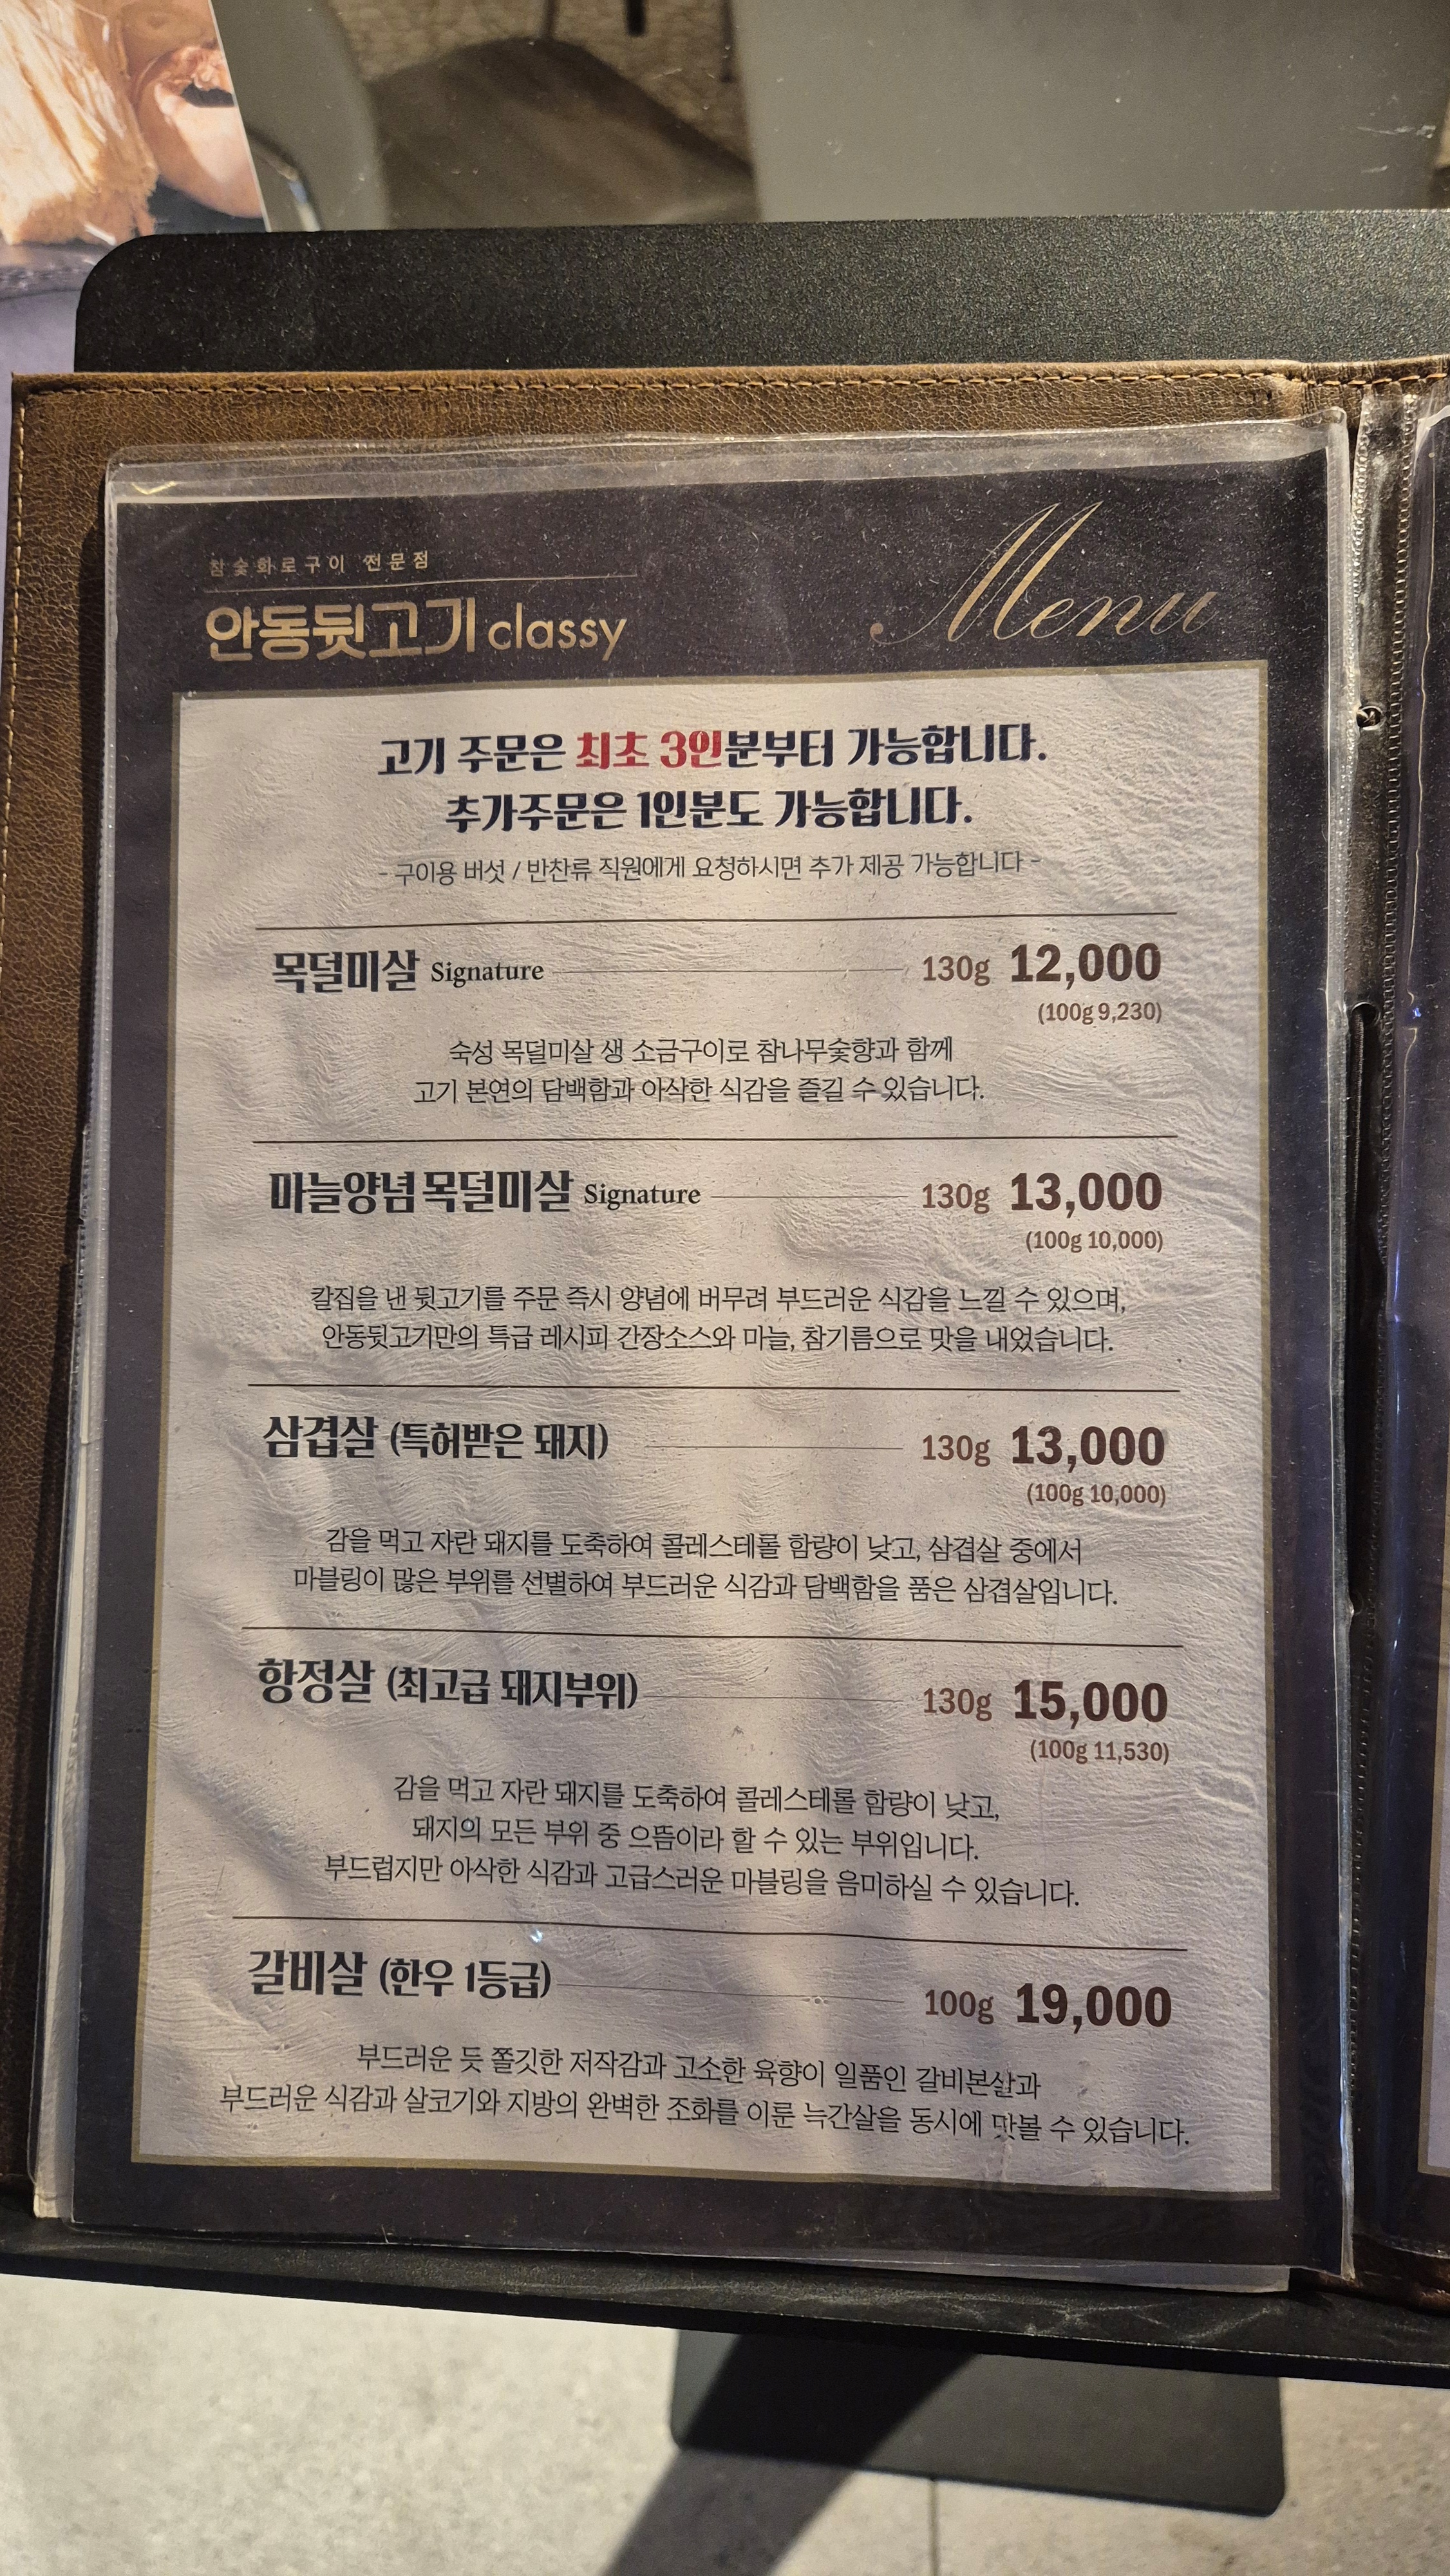 참숯화로구이 전문점
안동뒷고기 classy
Menu
고기 주문은 최초 3인분부터 가능합니다.
추가주문은 1인분도 가능합니다.
- 구이용 버섯 / 반찬류 직원에게 요청하시면 추가 제공 가능합니다 -
목덜미살 Signature 130g 12,000
(100g 9,230)
숙성 목덜미살 생 소금구이로 참나무숯향과 함께
고기 본연의 담백함과 아삭한 식감을 즐길 수 있습니다.
마늘양념 목덜미살 Signature 130g 13,000
(100g 10,000)
칼집을 낸 뒷고기를 주문 즉시 양념에 버무려 부드러운 식감을 느낄 수 있으며,
안동뒷고기만의 특급 레시피 간장소스와 마늘, 참기름으로 맛을 내었습니다.
삼겹살 (특허받은 돼지) 130g 13,000
(100g 10,000)
감을 먹고 자란 돼지를 도축하여 콜레스테롤 함량이 낮고, 삼겹살 중에서
마블링이 많은 부위를 선별하여 부드러운 식감과 담백함을 품은 삼겹살입니다.
항정살 (최고급 돼지부위) 130g 15,000
(100g 11,530)
감을 먹고 자란 돼지를 도축하여 콜레스테롤 함량이 낮고,
돼지의 모든 부위 중 으뜸이라 할 수 있는 부위입니다.
부드럽지만 아삭한 식감과 고급스러운 마블링을 음미하실 수 있습니다.
갈비살 (한우 1등급) 100g 19,000
부드러운 듯 쫄깃한 저작감과 고소한 육향이 일품인 갈비본살과
부드러운 식감과 살코기와 지방의 완벽한 조화를 이룬 늑간살을 동시에 맛볼 수 있습니다.